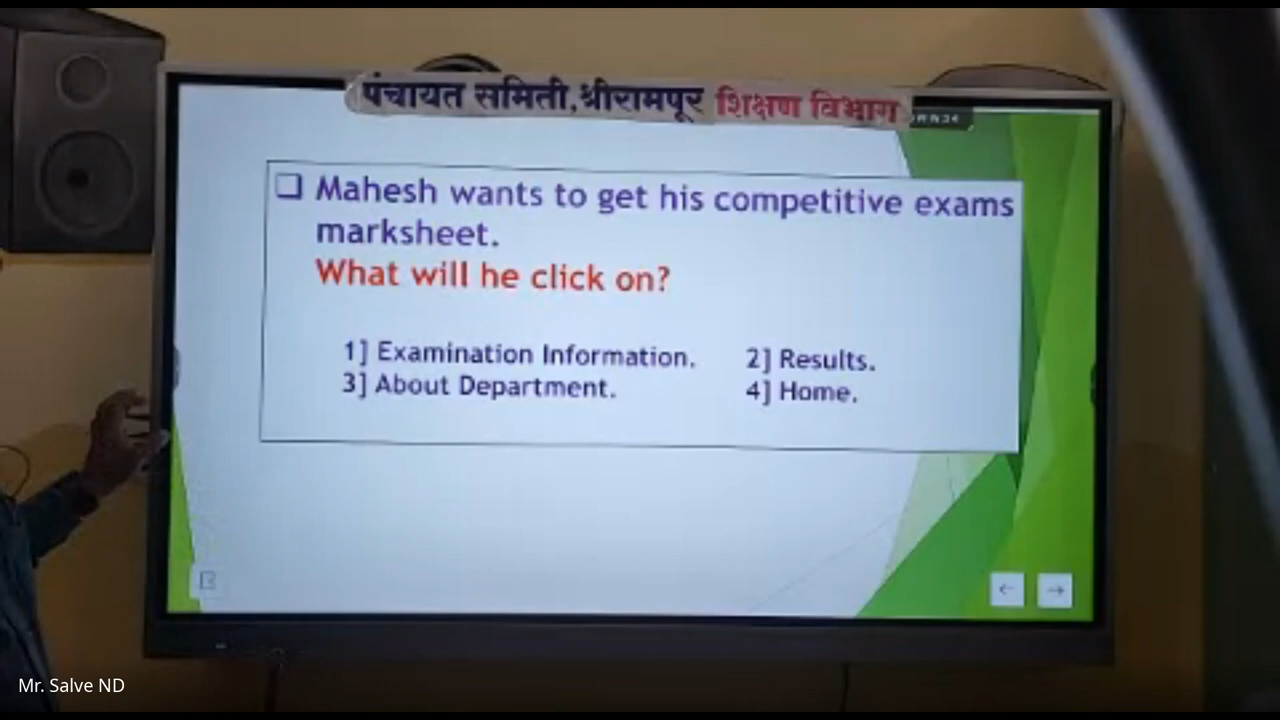 पंचायत समिती,श्रीरामपूर शिक्षण विभाग
❑ Mahesh wants to get his competitive exams
marksheet.
What will he click on?
1] Examination Information. 2] Results.
3] About Department. 4] Home.
Mr. Salve ND